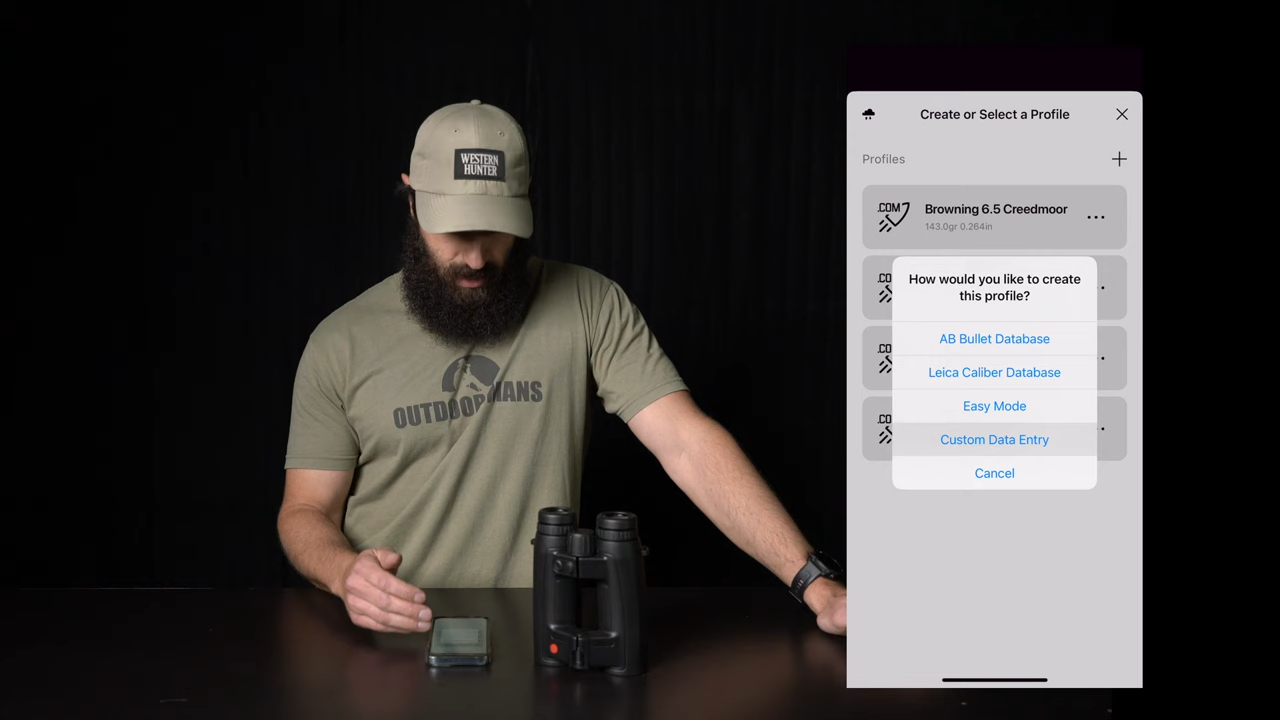 WESTERN
HUNTER
OUTDOORMANS
Create or Select a Profile
Profiles
.COM
Browning 6.5 Creedmoor
143.0gr 0.264in
How would you like to create
this profile?
AB Bullet Database
Leica Caliber Database
Easy Mode
Custom Data Entry
Cancel